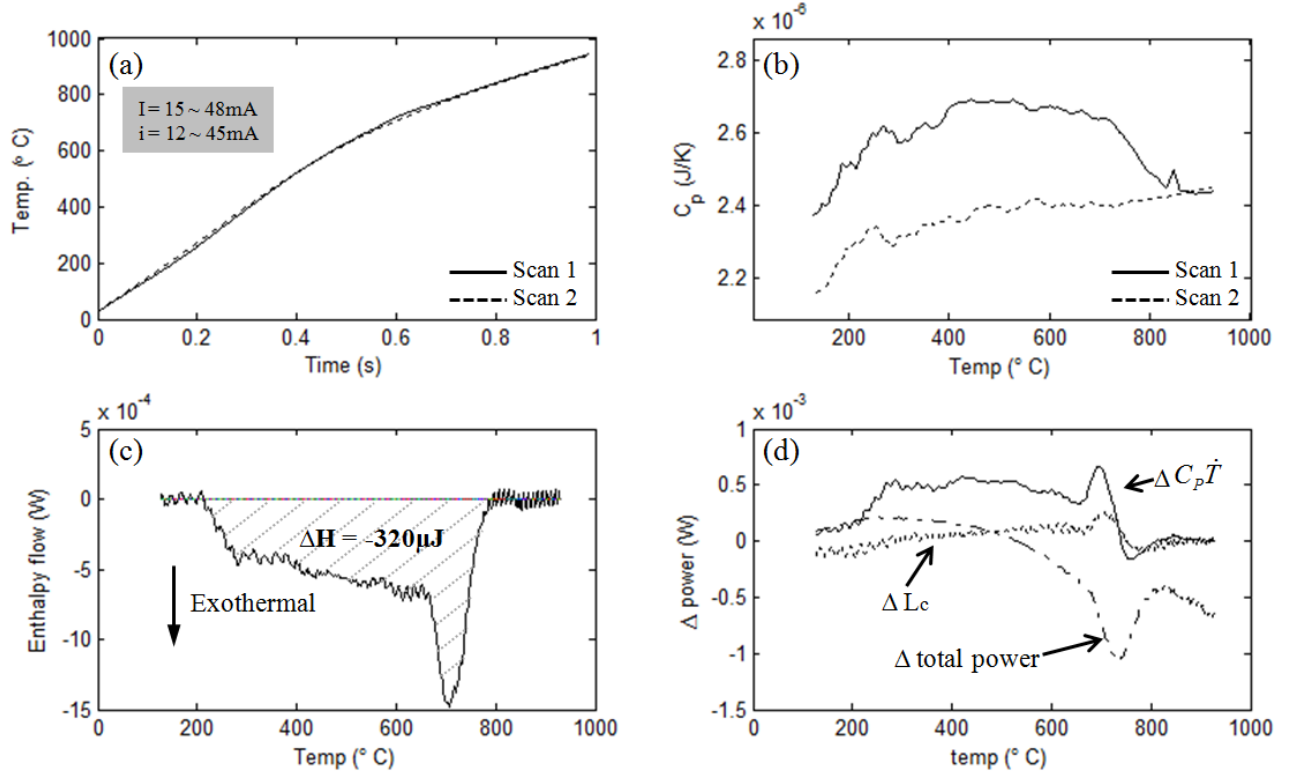 (a)
I = 15 ~ 48mA
i = 12 ~ 45mA
1000
800
600
400
200
0
Temp. (º C)
0 0.2 0.4 0.6 0.8 1
Time (s)
Scan 1
Scan 2
x 10⁻⁶
(b)
2.8
2.6
2.4
2.2
Cₚ (J/K)
200 400 600 800 1000
Temp (° C)
Scan 1
Scan 2
x 10⁻⁴
(c)
5
0
-5
-10
-15
Enthalpy flow (W)
ΔH = -320µJ
Exothermal
0 200 400 600 800 1000
Temp (° C)
x 10⁻³
(d)
1
0.5
0
-0.5
-1
-1.5
Δ power (W)
Δ CₚṪ
Δ Lc
Δ total power
0 200 400 600 800 1000
temp (° C)